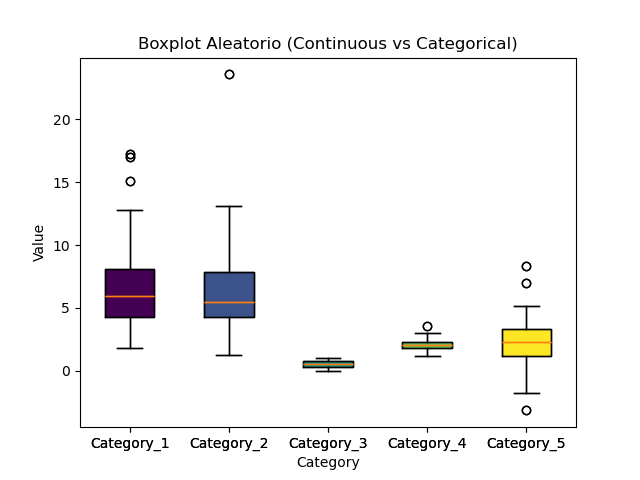 Boxplot Aleatorio (Continuous vs Categorical)
20
15
10
5
0
Value
Category_1 Category_2 Category_3 Category_4 Category_5
Category